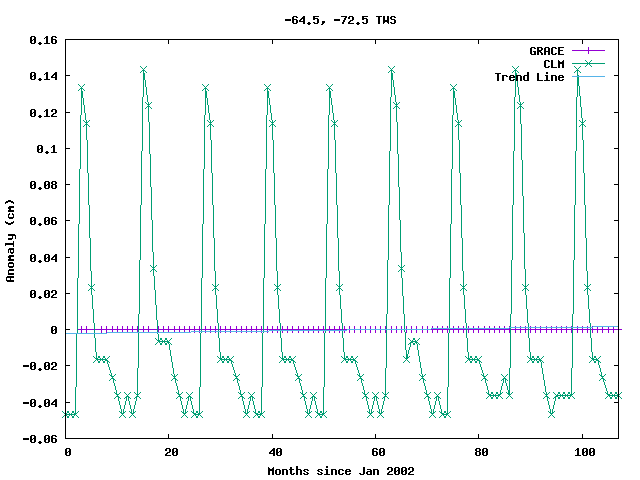 -64.5, -72.5 TWS
0.16
GRACE
CLM
Trend Line
0.14
0.12
0.1
0.08
0.06
0.04
0.02
0
-0.02
-0.04
-0.06
Anomaly (cm)
0 20 40 60 80 100
Months since Jan 2002